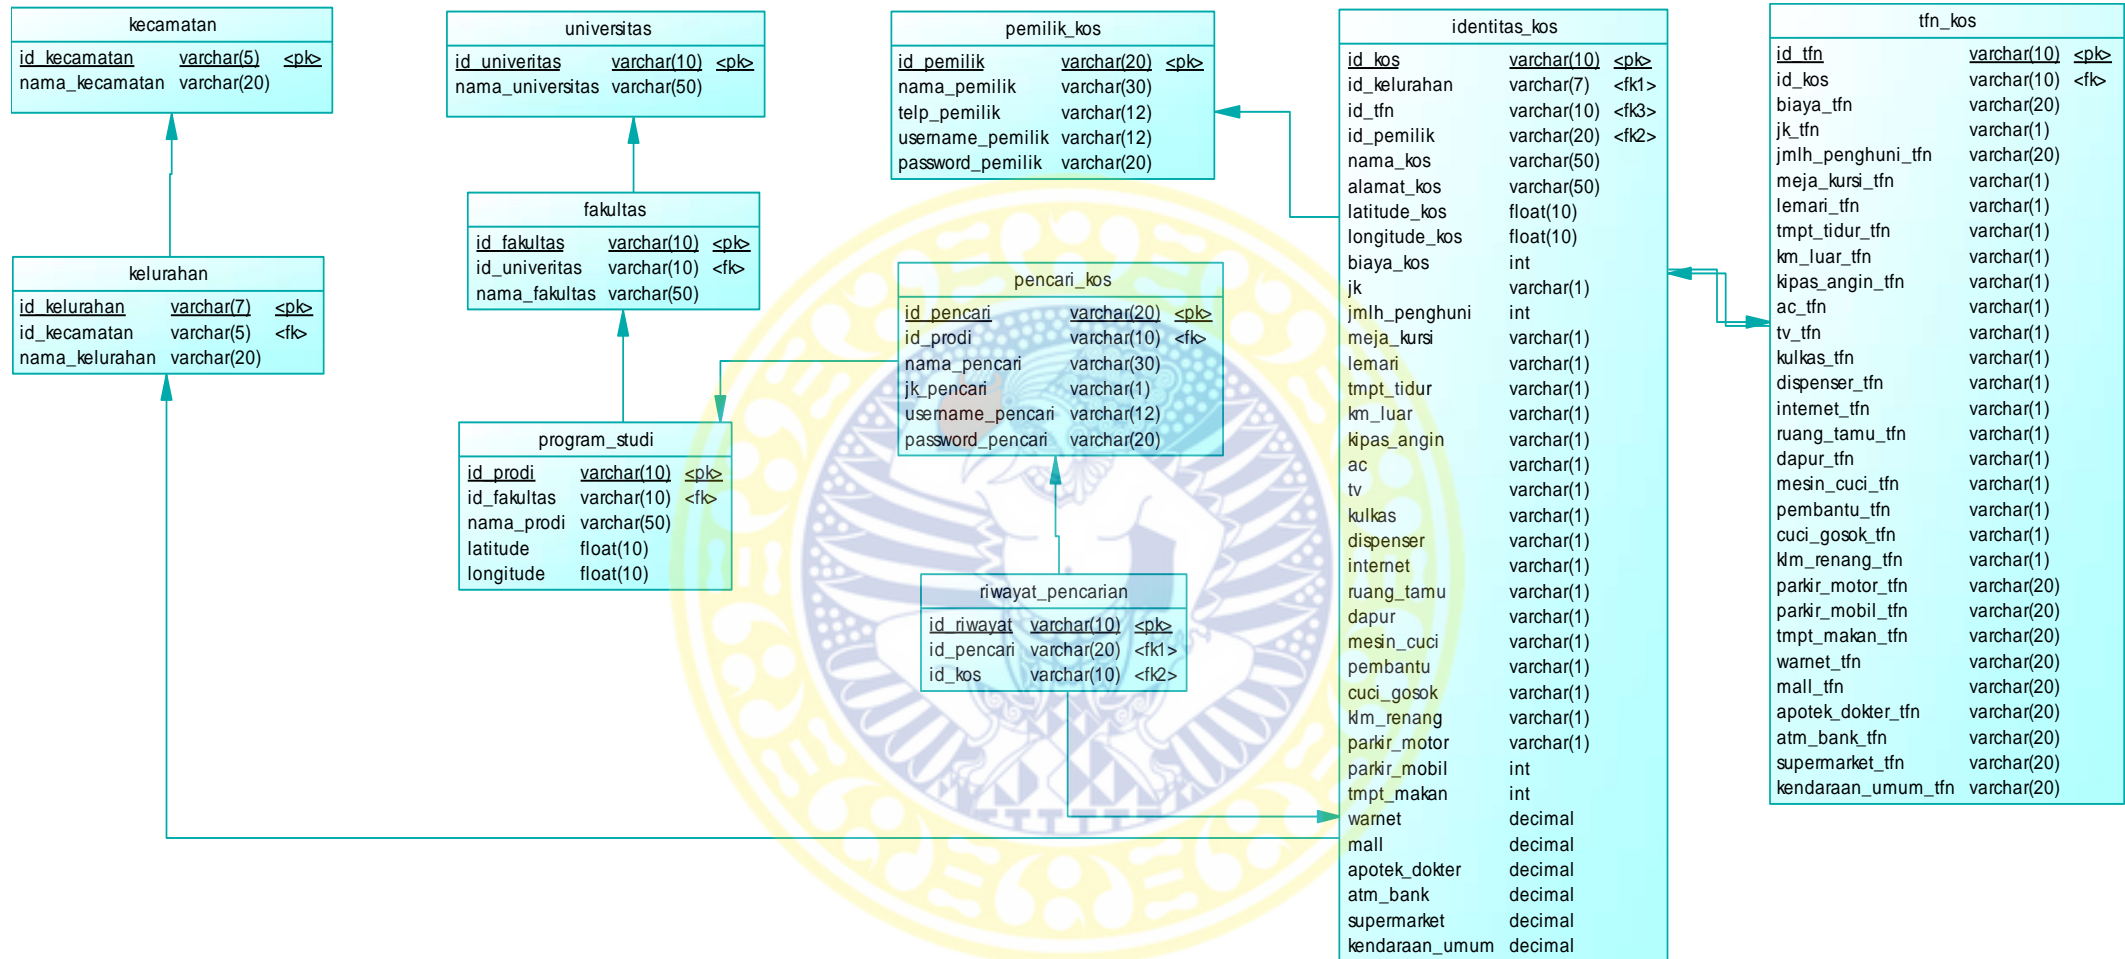 kecamatan
id_kecamatan varchar(5) <pk>
nama_kecamatan varchar(20)
universitas
id_univeritas varchar(10) <pk>
nama_universitas varchar(50)
pemilik_kos
id_pemilik varchar(20) <pk>
nama_pemilik varchar(30)
telp_pemilik varchar(12)
username_pemilik varchar(12)
password_pemilik varchar(20)
identitas_kos
id_kos varchar(10) <pk>
id_kelurahan varchar(7) <fk1>
id_tfn varchar(10) <fk3>
id_pemilik varchar(20) <fk2>
nama_kos varchar(50)
alamat_kos varchar(50)
latitude_kos float(10)
longitude_kos float(10)
biaya_kos int
jk varchar(1)
jmlh_penghuni int
meja_kursi varchar(1)
lemari varchar(1)
tmpt_tidur varchar(1)
km_luar varchar(1)
kipas_angin varchar(1)
ac varchar(1)
tv varchar(1)
kulkas varchar(1)
dispenser varchar(1)
internet varchar(1)
ruang_tamu varchar(1)
dapur varchar(1)
mesin_cuci varchar(1)
pembantu varchar(1)
cuci_gosok varchar(1)
klm_renang varchar(1)
parkir_motor varchar(1)
parkir_mobil int
tmpt_makan int
warnet decimal
mall decimal
apotek_dokter decimal
atm_bank decimal
supermarket decimal
kendaraan_umum decimal
tfn_kos
id_tfn varchar(10) <pk>
id_kos varchar(10) <fk>
biaya_tfn varchar(20)
jk_tfn varchar(1)
jmlh_penghuni_tfn varchar(20)
meja_kursi_tfn varchar(1)
lemari_tfn varchar(1)
tmpt_tidur_tfn varchar(1)
km_luar_tfn varchar(1)
kipas_angin_tfn varchar(1)
ac_tfn varchar(1)
tv_tfn varchar(1)
kulkas_tfn varchar(1)
dispenser_tfn varchar(1)
internet_tfn varchar(1)
ruang_tamu_tfn varchar(1)
dapur_tfn varchar(1)
mesin_cuci_tfn varchar(1)
pembantu_tfn varchar(1)
cuci_gosok_tfn varchar(1)
klm_renang_tfn varchar(1)
parkir_motor_tfn varchar(20)
parkir_mobil_tfn varchar(20)
tmpt_makan_tfn varchar(20)
warnet_tfn varchar(20)
mall_tfn varchar(20)
apotek_dokter_tfn varchar(20)
atm_bank_tfn varchar(20)
supermarket_tfn varchar(20)
kendaraan_umum_tfn varchar(20)
fakultas
id_fakultas varchar(10) <pk>
id_univeritas varchar(10) <fk>
nama_fakultas varchar(50)
kelurahan
id_kelurahan varchar(7) <pk>
id_kecamatan varchar(5) <fk>
nama_kelurahan varchar(20)
pencari_kos
id_pencari varchar(20) <pk>
id_prodi varchar(10) <fk>
nama_pencari varchar(30)
jk_pencari varchar(1)
username_pencari varchar(12)
password_pencari varchar(20)
program_studi
id_prodi varchar(10) <pk>
id_fakultas varchar(10) <fk>
nama_prodi varchar(50)
latitude float(10)
longitude float(10)
riwayat_pencarian
id_riwayat varchar(10) <pk>
id_pencari varchar(20) <fk1>
id_kos varchar(10) <fk2>